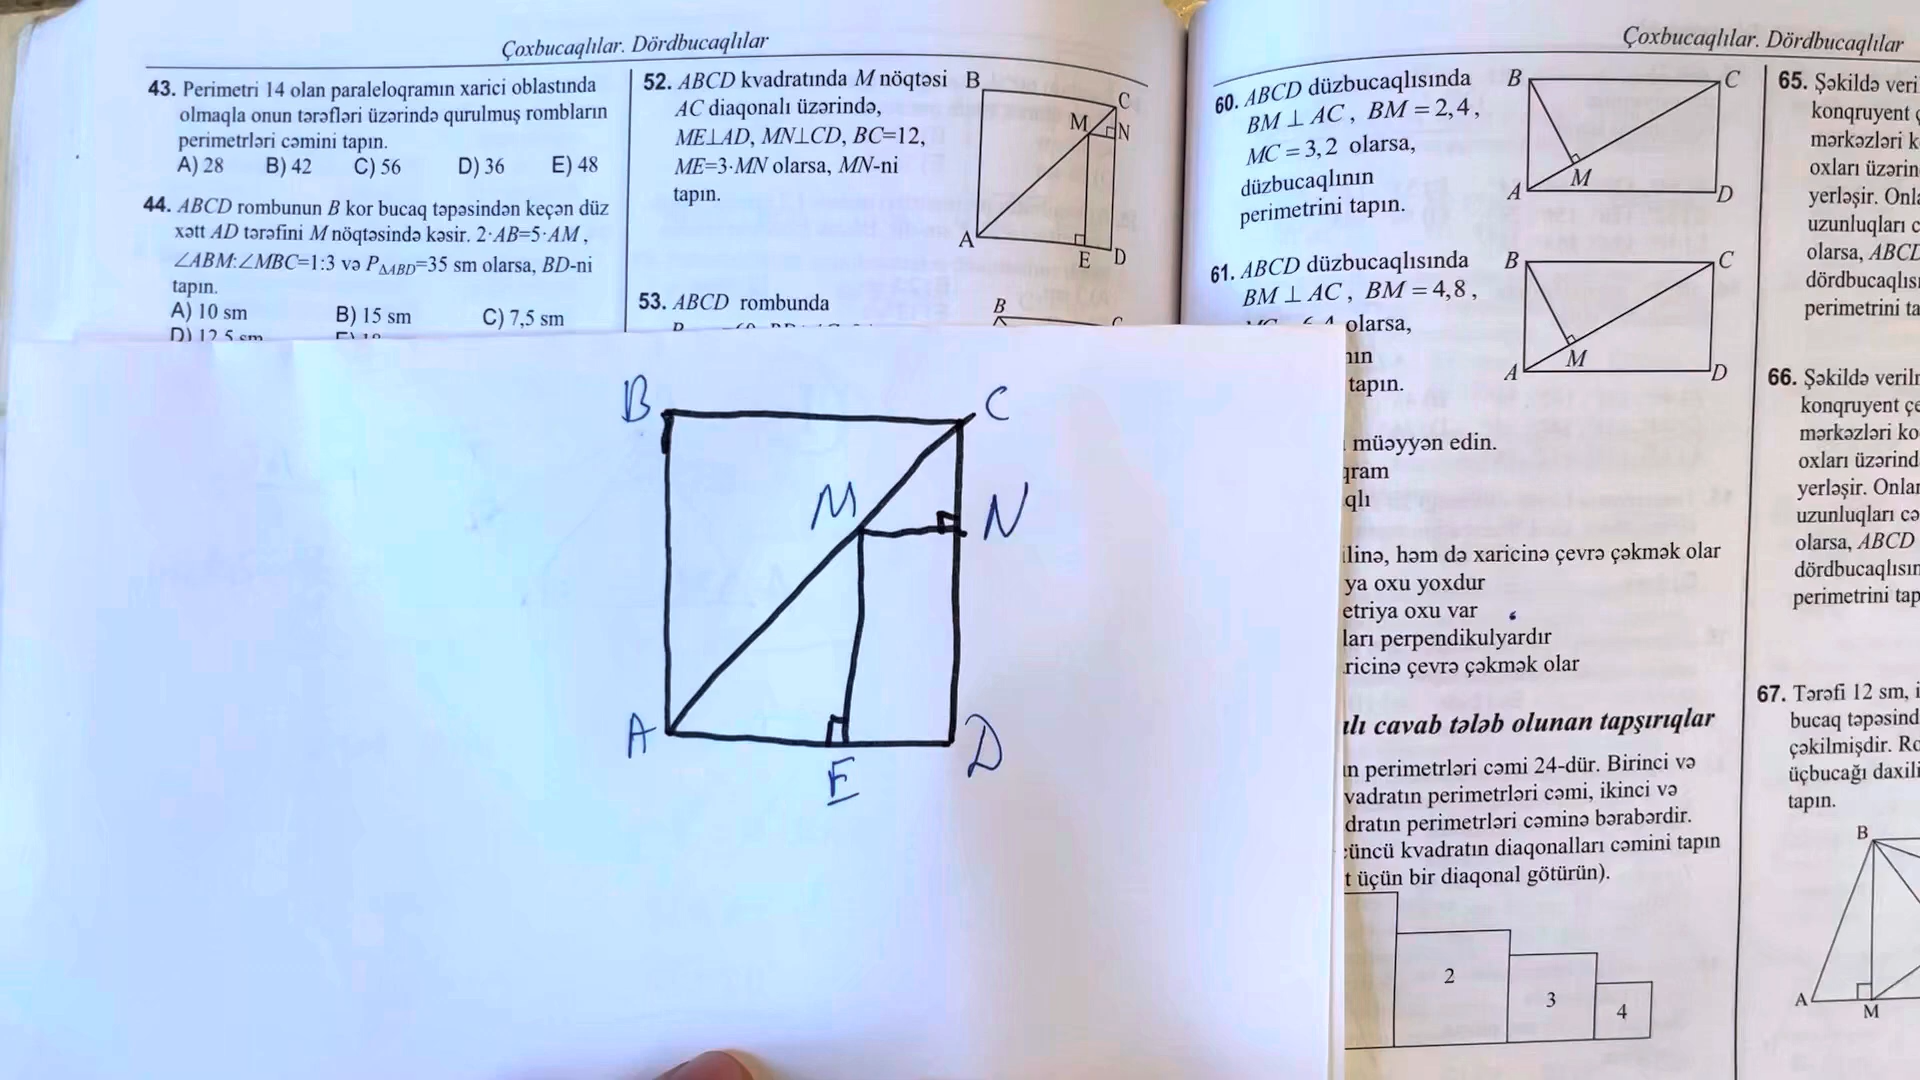 Çoxbucaqlılar. Dördbucaqlılar
43. Perimetri 14 olan paraleloqramın xarici oblastında
olmaqla onun tərəfləri üzərində qurulmuş rombların
perimetrləri cəmini tapın.
A) 28 B) 42 C) 56 D) 36 E) 48
44. ABCD rombunun B kor bucaq təpəsindən keçən düz
xətt AD tərəfini M nöqtəsində kəsir. 2·AB=5·AM,
∠ABM:∠MBC=1:3 və P△ABD=35 sm olarsa, BD-ni
tapın.
A) 10 sm B) 15 sm C) 7,5 sm
D) 12,5 sm
52. ABCD kvadratında M nöqtəsi
AC diaqonalı üzərində,
ME⊥AD, MN⊥CD, BC=12,
ME=3·MN olarsa, MN-ni
tapın.
B
C
M
N
A
E D
53. ABCD rombunda
B
B C
M N
A
E
D
Çoxbucaqlılar. Dördbucaqlılar
60. ABCD düzbucaqlısında
BM ⊥ AC, BM = 2,4,
MC = 3,2 olarsa,
düzbucaqlının
perimetrini tapın.
B C
M
A D
61. ABCD düzbucaqlısında
BM ⊥ AC, BM = 4,8,
olarsa,
tapın.
B C
M
A D
müəyyən edin.
ilinə, həm də xaricinə çevrə çəkmək olar
ya oxu yoxdur
etriya oxu var
ları perpendikulyardır
ricinə çevrə çəkmək olar
lı cavab tələb olunan tapşırıqlar
n perimetrləri cəmi 24-dür. Birinci və
vadratın perimetrləri cəmi, ikinci və
dratın perimetrləri cəminə bərabərdir.
üncü kvadratın diaqonalları cəmini tapın
t üçün bir diaqonal götürün).
2
3
4
65. Şəkildə veri
konqruyent
mərkəzləri k
oxları üzərin
yerləşir. Onla
uzunluqları c
olarsa, ABCD
dördbucaqlıs
perimetrini ta
66. Şəkildə veril
konqruyent çe
mərkəzləri ko
oxları üzərind
yerləşir. Onlar
uzunluqları cə
olarsa, ABCD
dördbucaqlısın
perimetrini tap
67. Tərəfi 12 sm, i
bucaq təpəsind
çəkilmişdir. Ro
üçbucağı daxili
tapın.
B
A
M